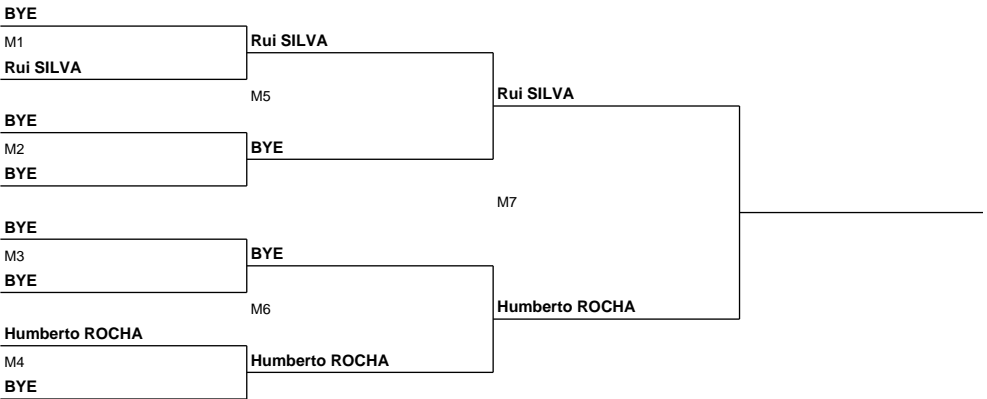 BYE
M1
Rui SILVA
Rui SILVA
M5
BYE
M2
BYE
BYE
Rui SILVA
M7
BYE
M3
BYE
BYE
M6
Humberto ROCHA
M4
BYE
Humberto ROCHA
Humberto ROCHA